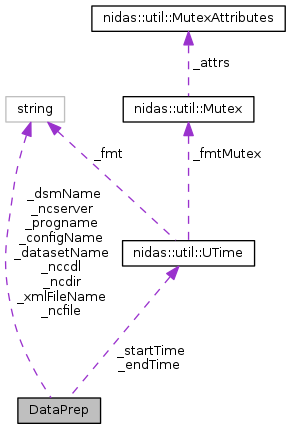 nidas::util::MutexAttributes
_attrs
string
nidas::util::Mutex
_fmt
_fmtMutex
_dsmName
_ncserver
_progname
_configName
_datasetName
_nccdl
_ncdir
_xmlFileName
_ncfile
nidas::util::UTime
_startTime
_endTime
DataPrep